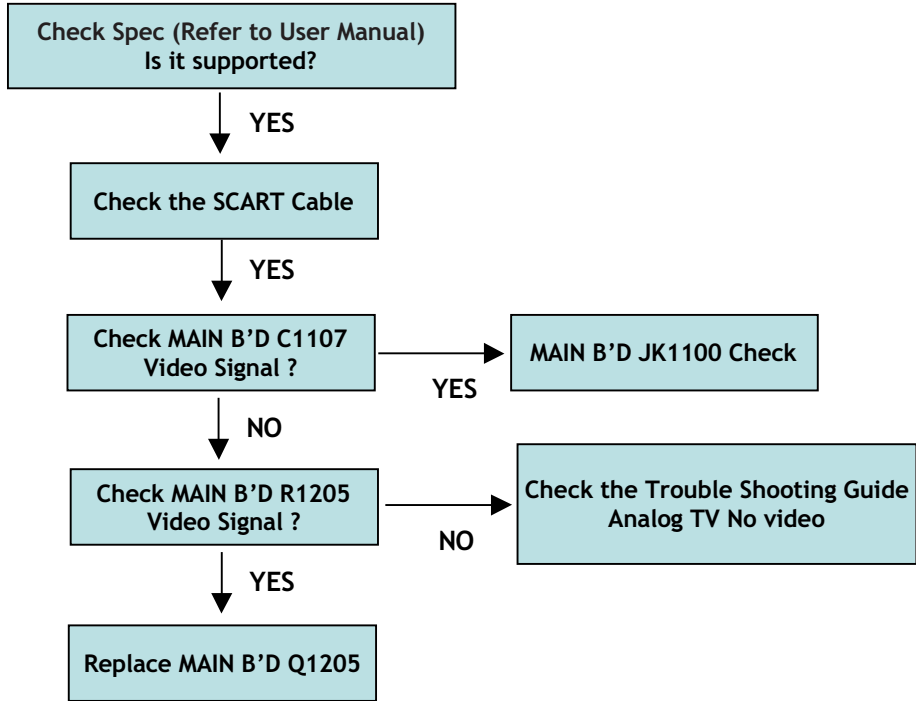 Check Spec (Refer to User Manual)
Is it supported?
YES
Check the SCART Cable
YES
Check MAIN B’D C1107
Video Signal ?
YES
MAIN B’D JK1100 Check
NO
Check MAIN B’D R1205
Video Signal ?
NO
Check the Trouble Shooting Guide
Analog TV No video
YES
Replace MAIN B’D Q1205